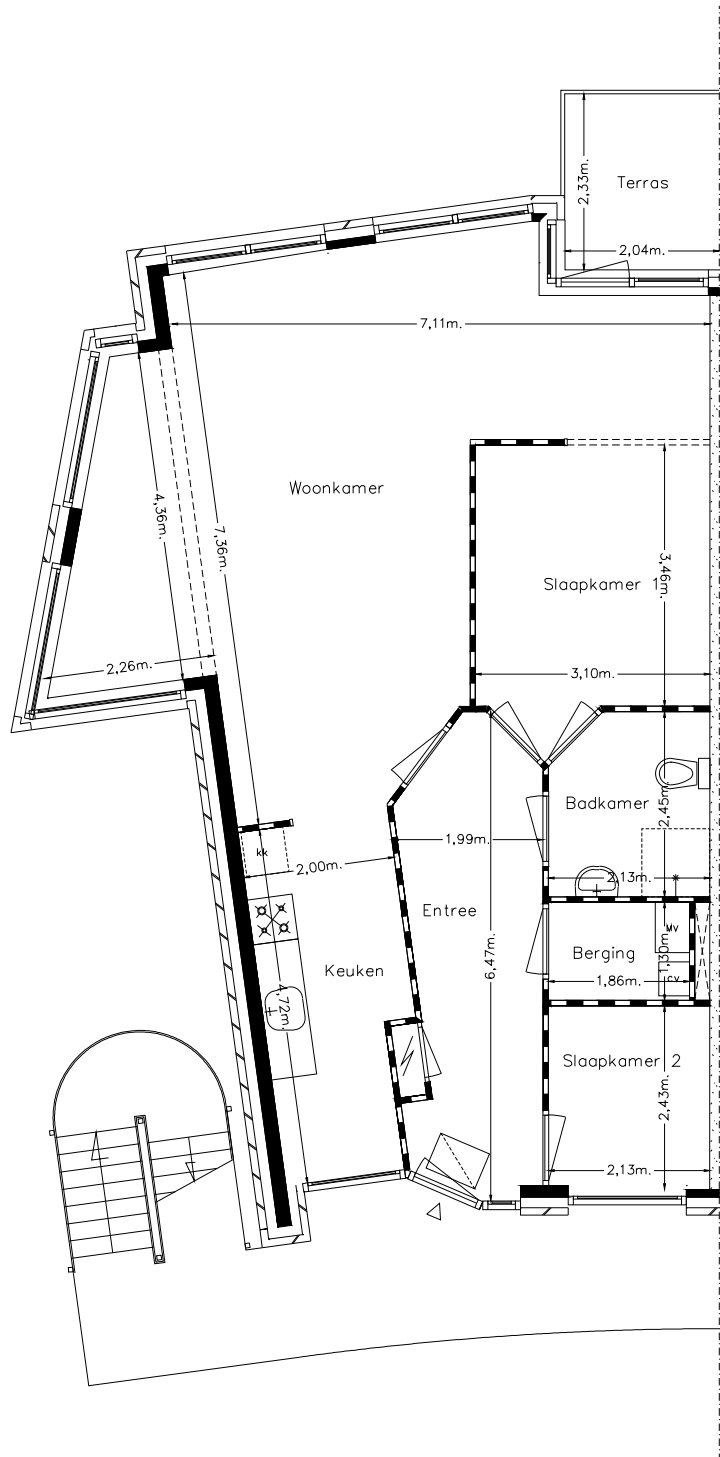 Terras
2,33m.
2,04m.
7,11m.
Woonkamer
4,36m.
7,36m.
Slaapkamer 1
3,46m.
2,26m.
3,10m.
Badkamer
2,45m.
1,99m.
kk
2,00m.
2,13m.
Entree
MV
Berging
1,30m.
6,47m.
Keuken
CV
1,86m.
4,72m.
Slaapkamer 2
2,43m.
2,13m.